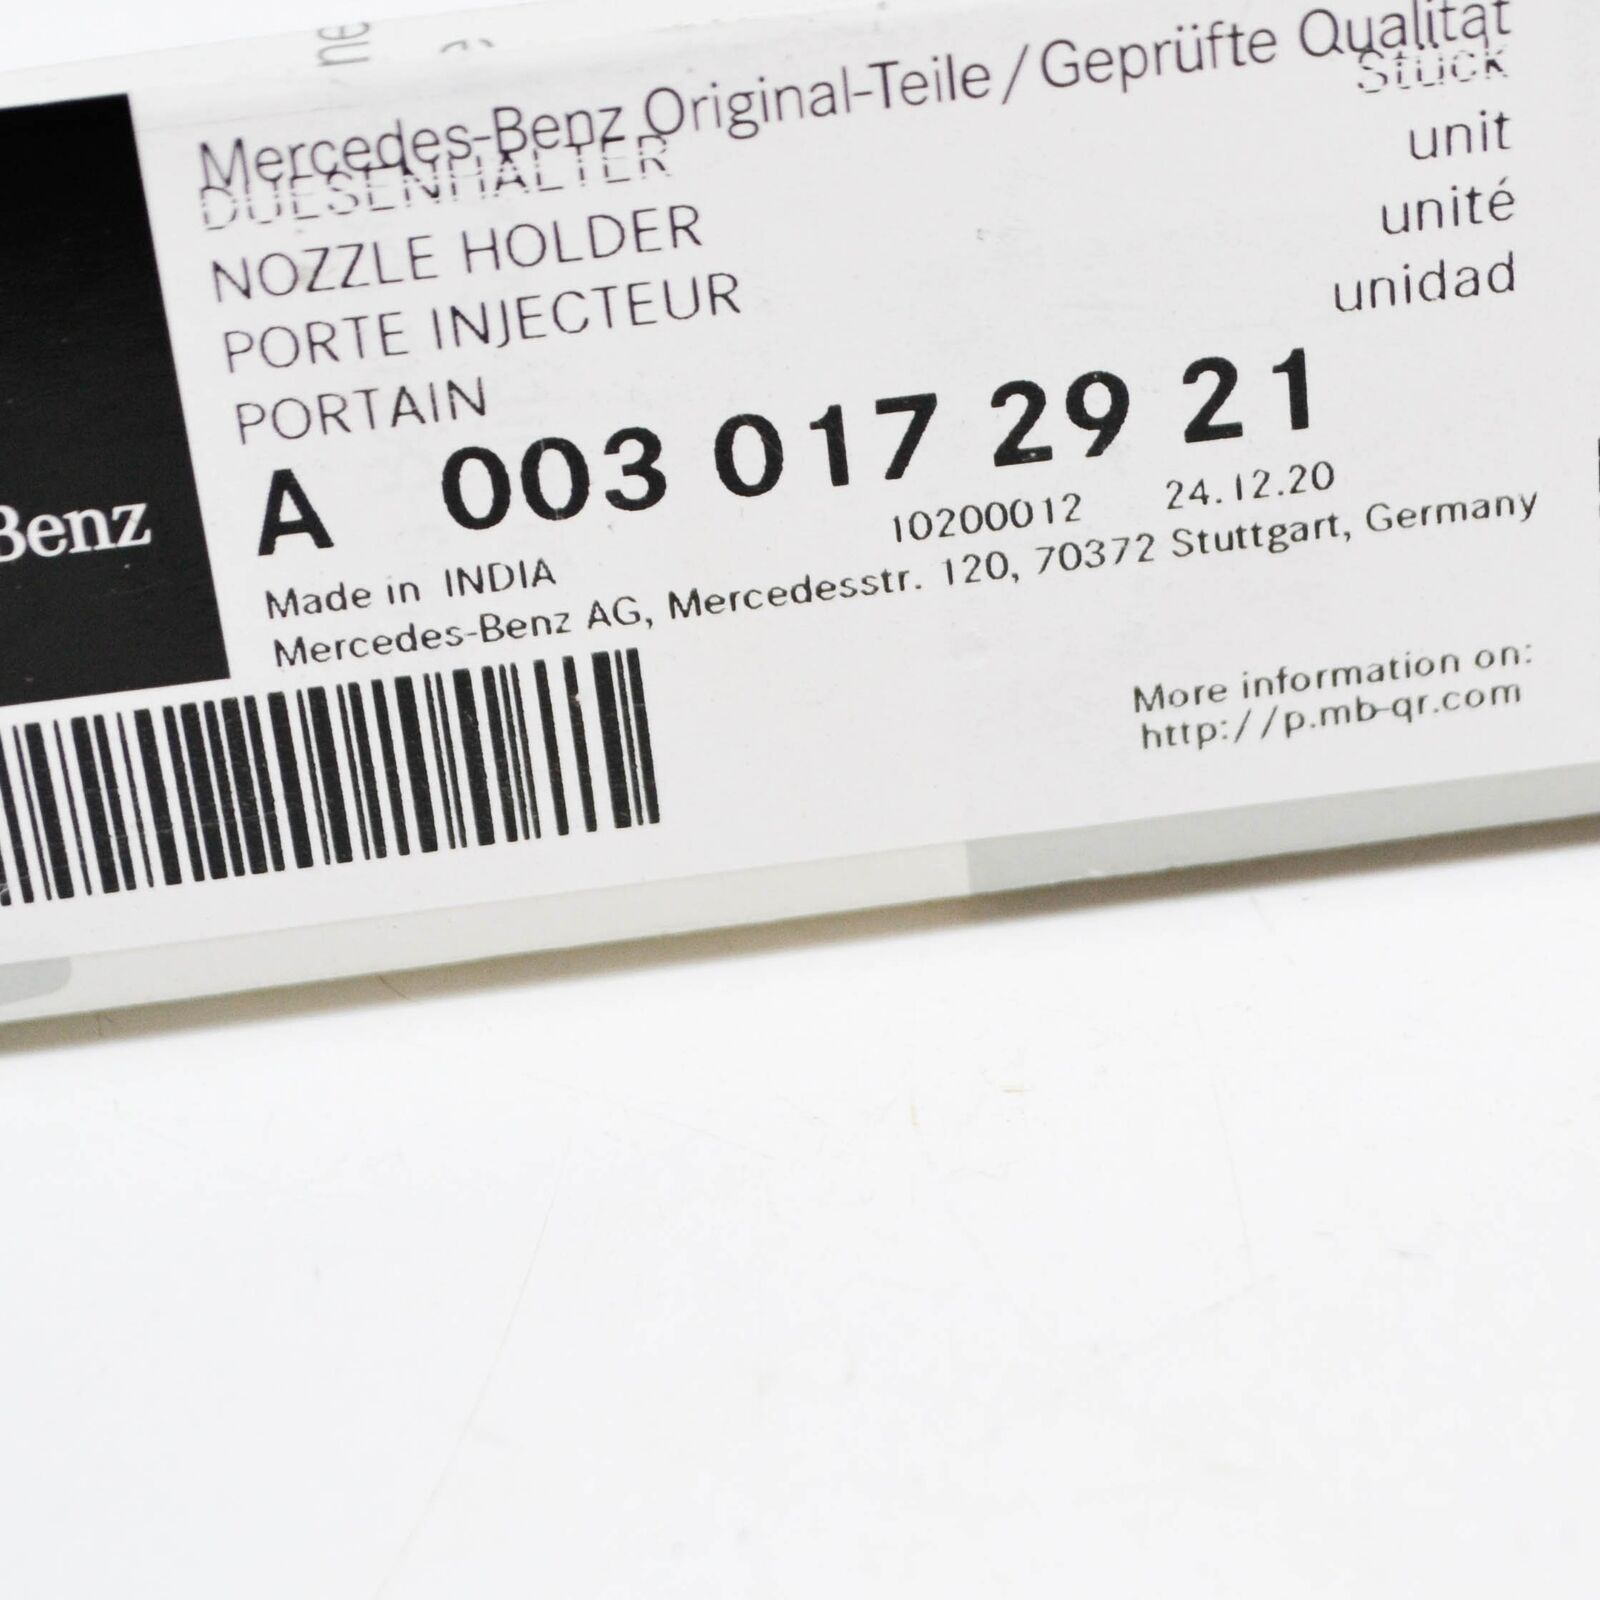 ne
Mercedes-Benz Original-Teile / Geprüfte Qualität
DUESENHALTER
Stück
NOZZLE HOLDER
unit
PORTE INJECTEUR
unité
PORTAIN
unidad
A 003 017 29 21
10200012 24.12.20
Benz
Made in INDIA
Mercedes-Benz AG, Mercedesstr. 120, 70372 Stuttgart, Germany
More information on:
http://p.mb-qr.com